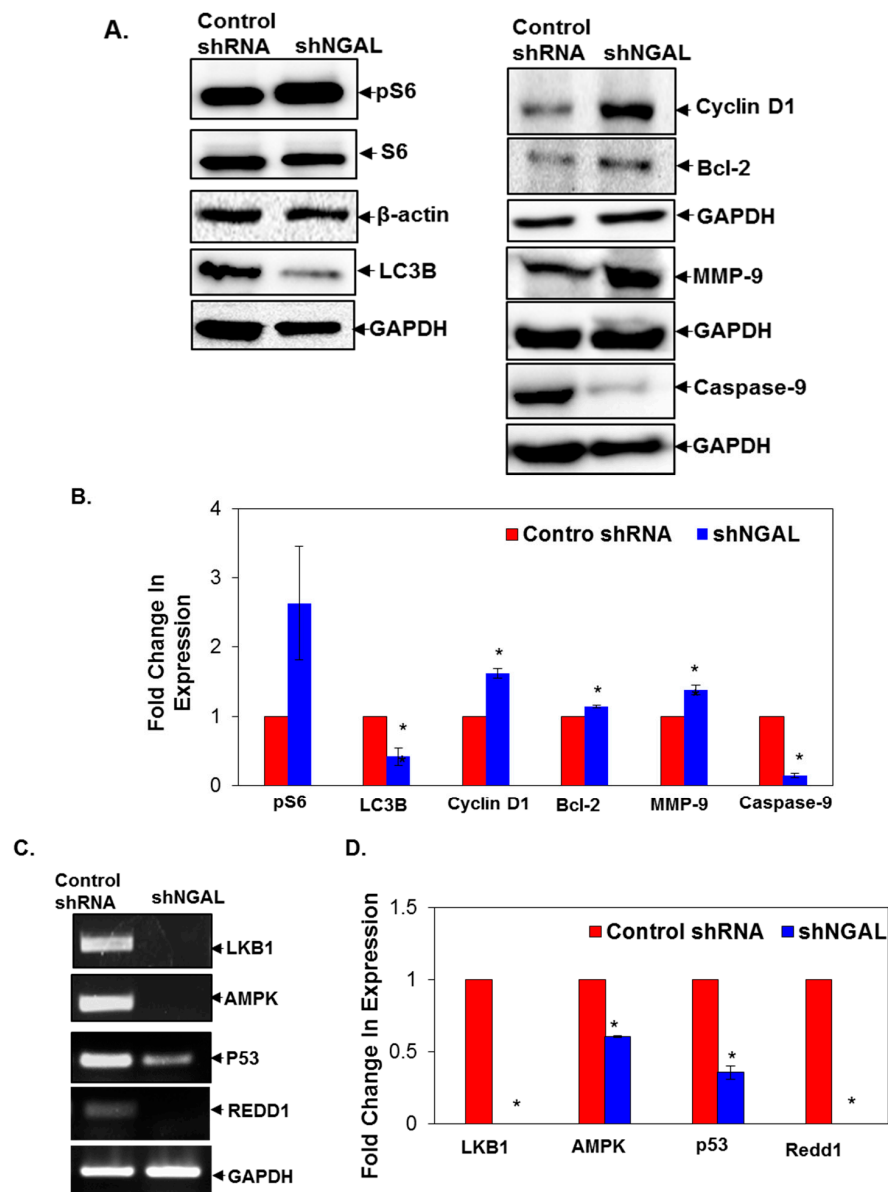 A.
Control
shRNA shNGAL
pS6
S6
β-actin
LC3B
GAPDH
Control
shRNA shNGAL
Cyclin D1
Bcl-2
GAPDH
MMP-9
GAPDH
Caspase-9
GAPDH
B.
Fold Change In
Expression
4
3
2
1
0
Contro shRNA shNGAL
*
*
*
*
*
*
pS6 LC3B Cyclin D1 Bcl-2 MMP-9 Caspase-9
C.
Control
shRNA shNGAL
LKB1
AMPK
P53
REDD1
GAPDH
D.
Fold Change In Expression
1.5
1
0.5
0
Control shRNA shNGAL
*
*
*
*
LKB1 AMPK p53 Redd1